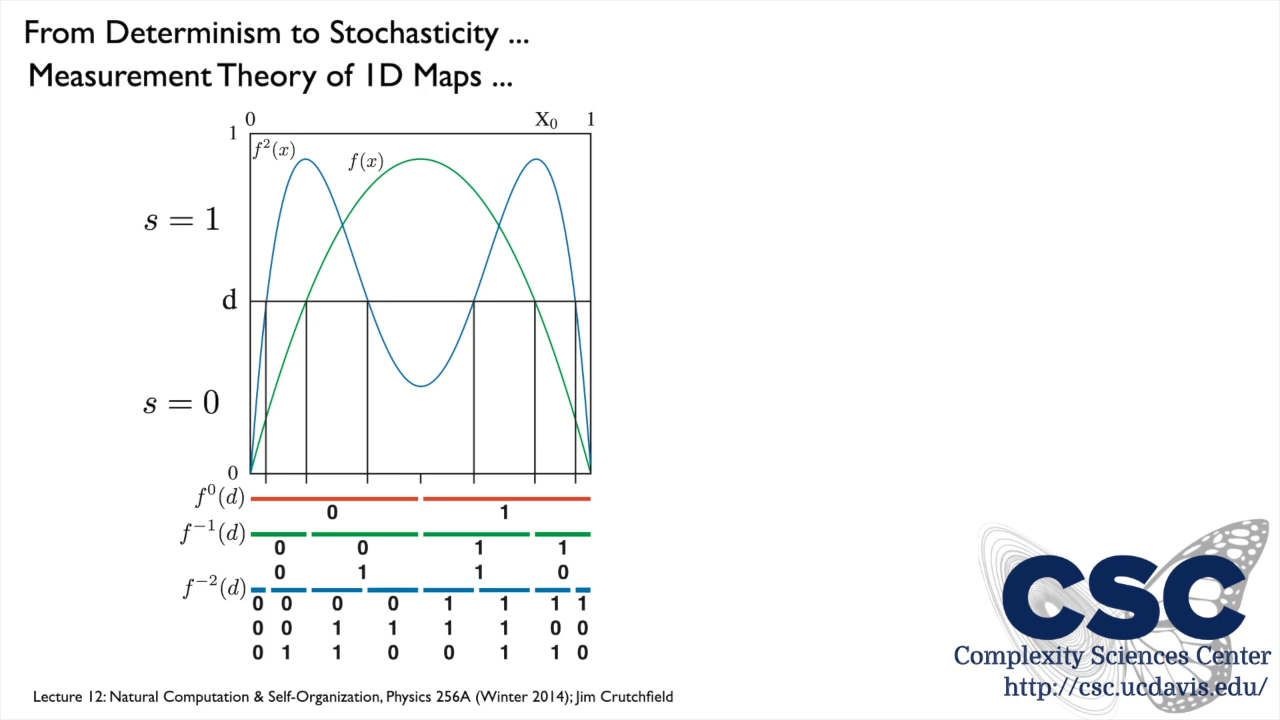 From Determinism to Stochasticity ...
Measurement Theory of 1D Maps ...
0 X₀ 1
1
f²(x) f(x)
s = 1
d
s = 0
0
f⁰(d)
0 1
f⁻¹(d)
0 0 1 1
0 1 1 0
f⁻²(d)
0 0 0 0 1 1 1 1
0 0 1 1 1 1 0 0
0 1 1 0 0 1 1 0
CSC
Complexity Sciences Center
http://csc.ucdavis.edu/
Lecture 12: Natural Computation & Self-Organization, Physics 256A (Winter 2014); Jim Crutchfield